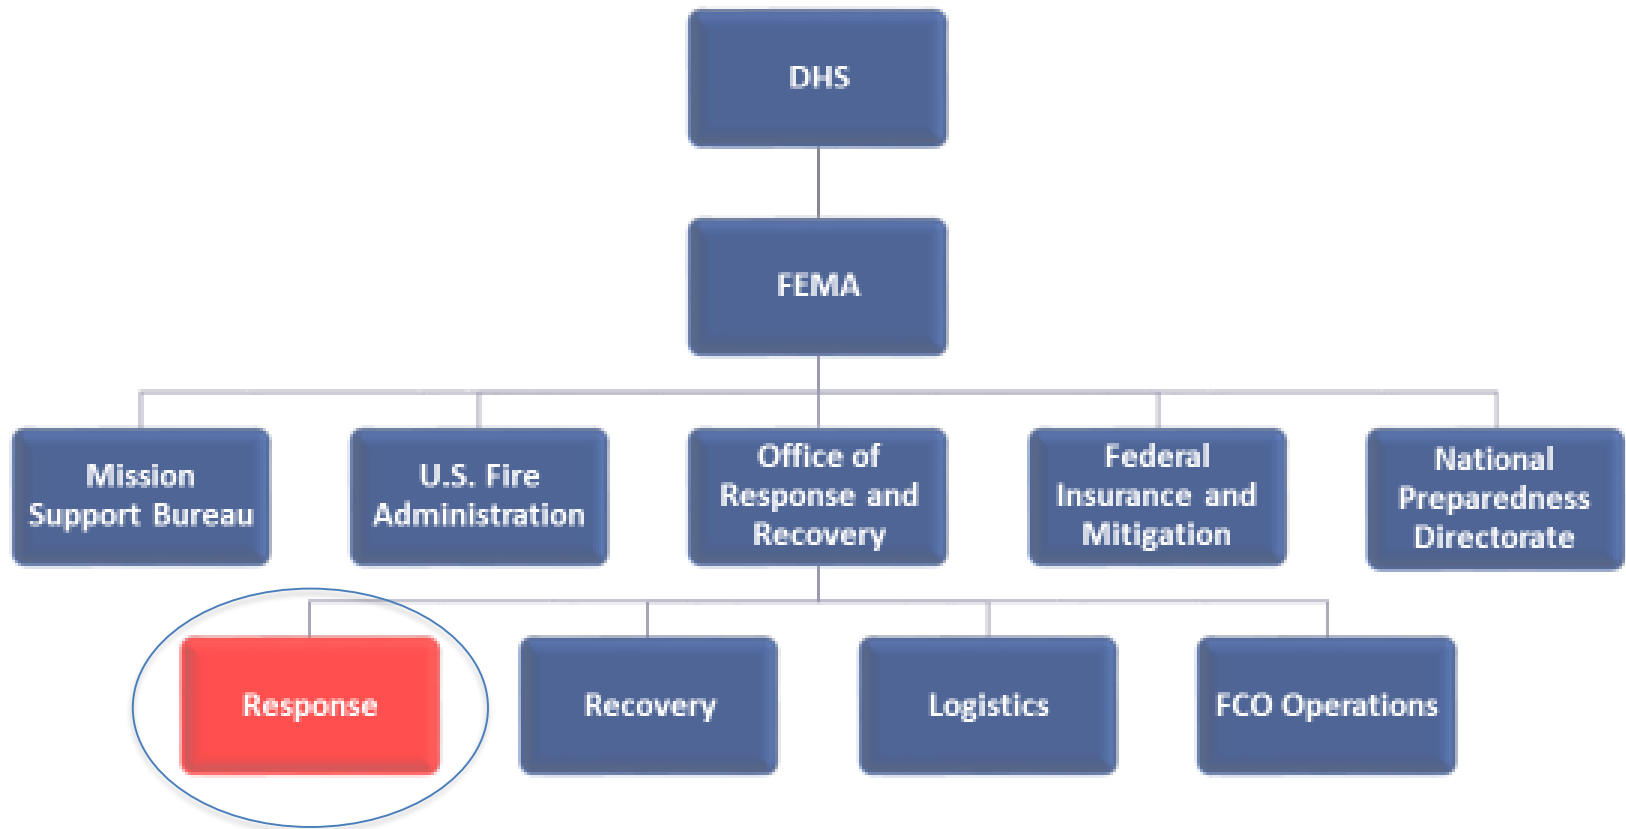 DHS
FEMA
Mission
Support Bureau
U.S. Fire
Administration
Office of
Response and
Recovery
Federal
Insurance and
Mitigation
National
Preparedness
Directorate
Response
Recovery
Logistics
FCO Operations